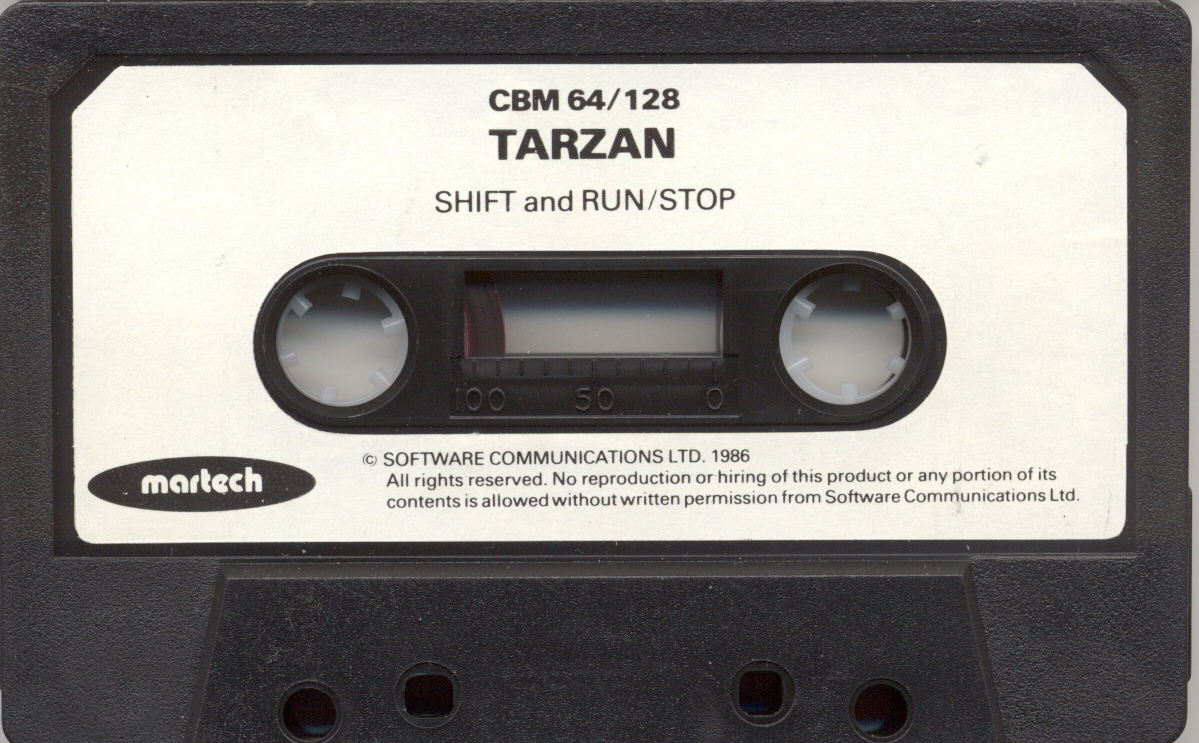 CBM 64/128
TARZAN
SHIFT and RUN/STOP
100 50 0
martech
© SOFTWARE COMMUNICATIONS LTD. 1986
All rights reserved. No reproduction or hiring of this product or any portion of its
contents is allowed without written permission from Software Communications Ltd.